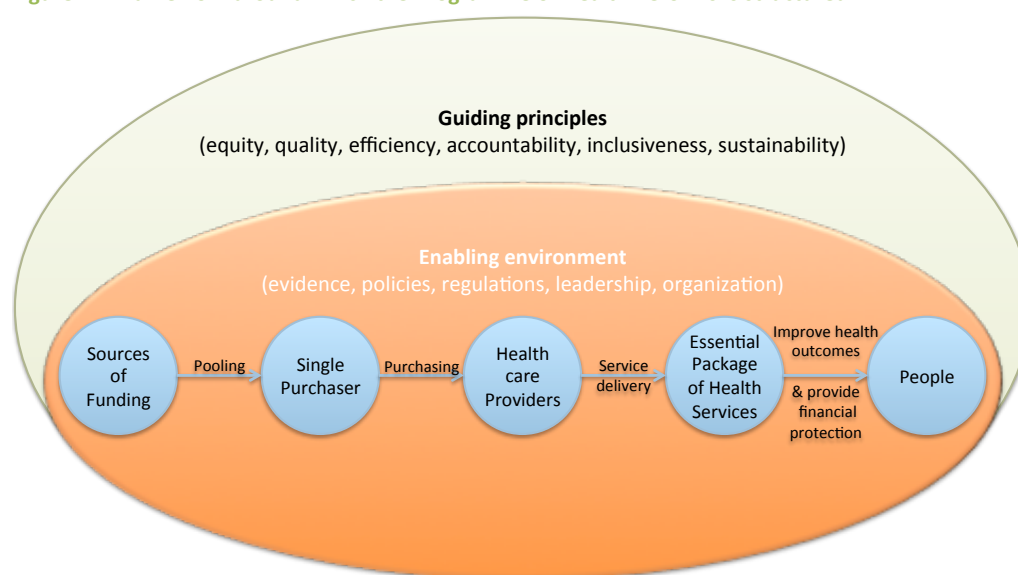 Guiding principles
(equity, quality, efficiency, accountability, inclusiveness, sustainability)
Enabling environment
(evidence, policies, regulations, leadership, organization)
Sources
of
Funding
Pooling
Single
Purchaser
Purchasing
Health
care
Providers
Service
delivery
Essential
Package
of Health
Services
Improve health
outcomes
& provide
financial
protection
People